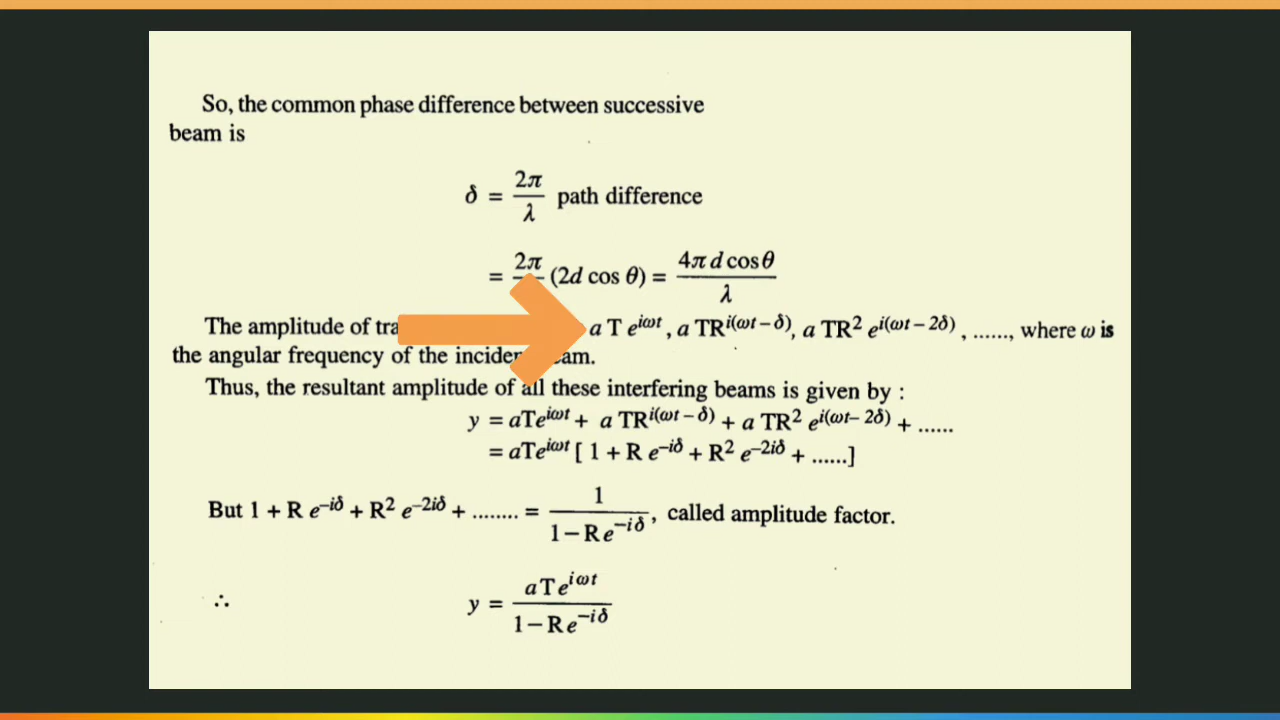 So, the common phase difference between successive
beam is
δ = 2π/λ path difference
= 2π (2d cos θ) = 4π d cos θ / λ
The amplitude of a T e^{iωt}, a TR^{i(ωt – δ)}, a TR² e^{i(ωt – 2δ)}, ......, where ω is
the angular frequency of the
Thus, the resultant amplitude of all these interfering beams is given by :
y = aTe^{iωt} + a TR^{i(ωt – δ)} + a TR² e^{i(ωt– 2δ)} + ......
= aTe^{iωt} [ 1 + R e^{–iδ} + R² e^{–2iδ} + ......]
But 1 + R e^{–iδ} + R² e^{–2iδ} + ........ = 1/(1 – Re^{–iδ}), called amplitude factor.
∴ y = aTe^{iωt}/(1 – Re^{–iδ})